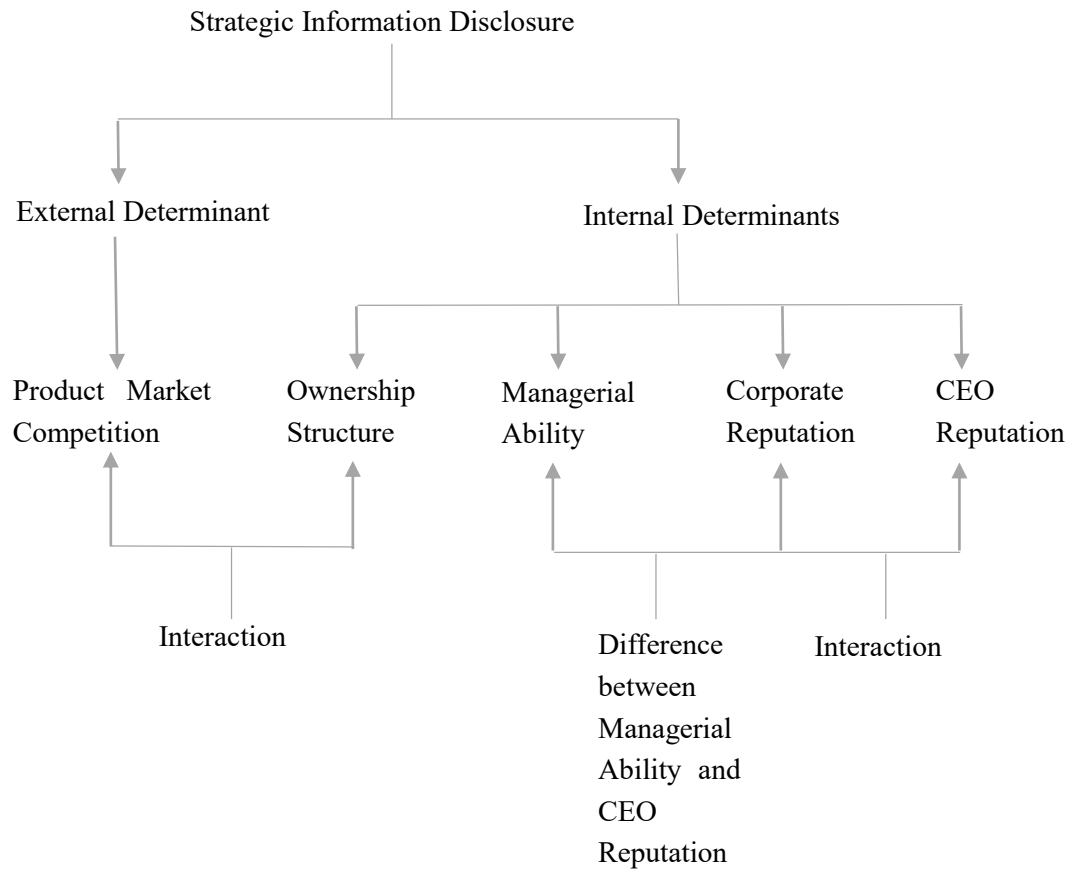 Strategic Information Disclosure
External Determinant
Internal Determinants
Product Market
Competition
Ownership
Structure
Managerial
Ability
Corporate
Reputation
CEO
Reputation
Interaction
Difference
between
Managerial
Ability and
CEO
Reputation
Interaction